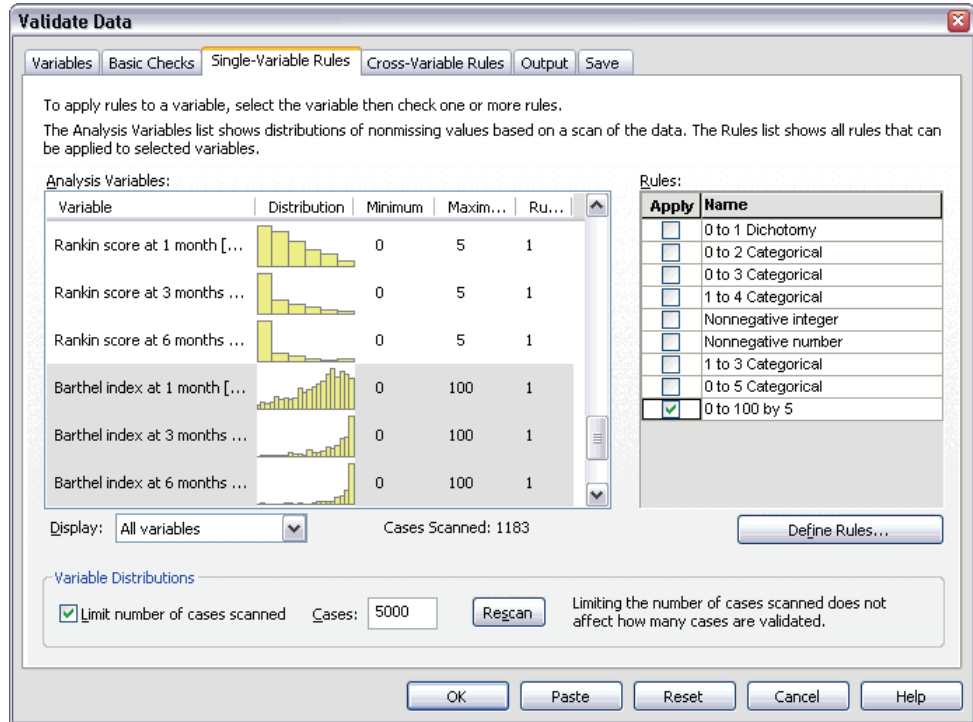 Validate Data
Variables Basic Checks Single-Variable Rules Cross-Variable Rules Output Save
To apply rules to a variable, select the variable then check one or more rules.
The Analysis Variables list shows distributions of nonmissing values based on a scan of the data. The Rules list shows all rules that can
be applied to selected variables.
Analysis Variables:
Variable Distribution Minimum Maxim... Ru...
Rankin score at 1 month [... 0 5 1
Rankin score at 3 months ... 0 5 1
Rankin score at 6 months ... 0 5 1
Barthel index at 1 month [... 0 100 1
Barthel index at 3 months ... 0 100 1
Barthel index at 6 months ... 0 100 1
Rules:
Apply Name
0 to 1 Dichotomy
0 to 2 Categorical
0 to 3 Categorical
1 to 4 Categorical
Nonnegative integer
Nonnegative number
1 to 3 Categorical
0 to 5 Categorical
0 to 100 by 5
Display: All variables Cases Scanned: 1183
Define Rules...
Variable Distributions
Limit number of cases scanned Cases: 5000 Rescan
Limiting the number of cases scanned does not
affect how many cases are validated.
OK Paste Reset Cancel Help